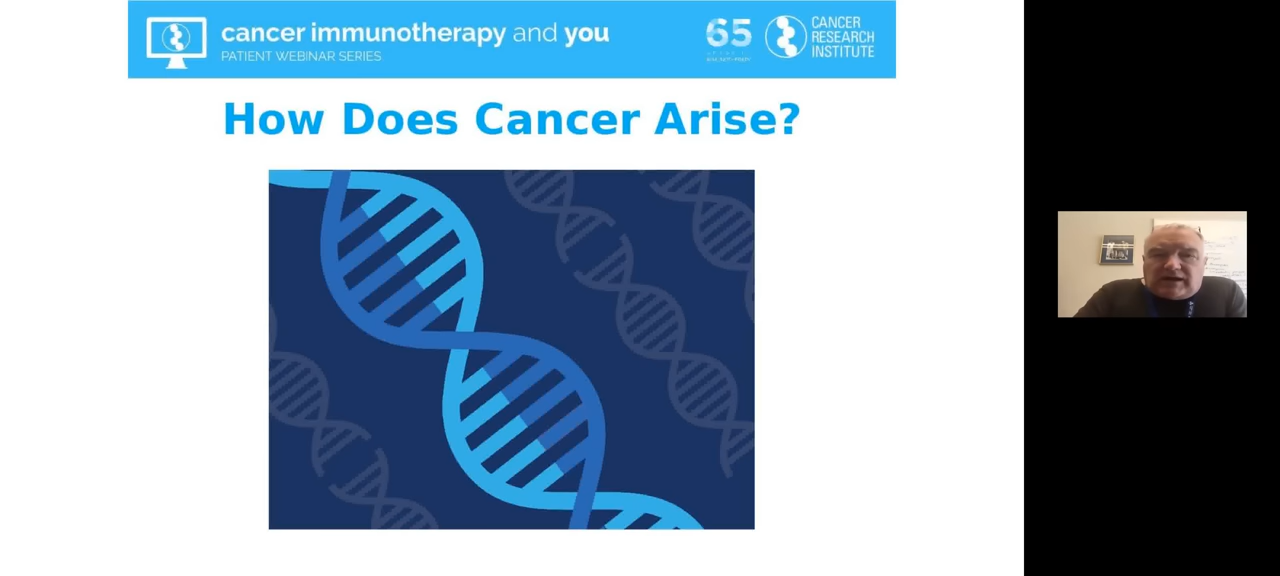 cancer immunotherapy and you
PATIENT WEBINAR SERIES
65
CANCER
RESEARCH
INSTITUTE
How Does Cancer Arise?